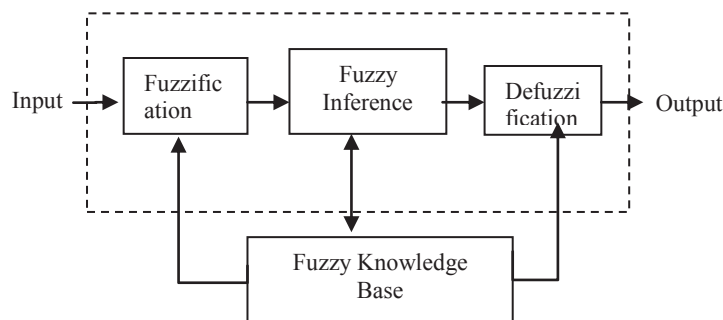 Input
Fuzzific
ation
Fuzzy
Inference
Defuzzi
fication
Output
Fuzzy Knowledge
Base